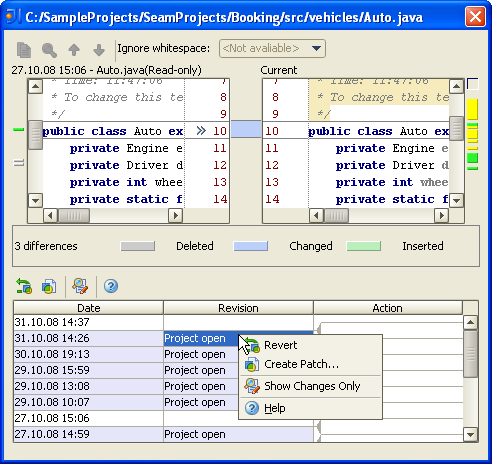 C:/SampleProjects/SeamProjects/Booking/src/vehicles/Auto.java
Ignore whitespace: <Not avaliable>
27.10.08 15:06 - Auto.java(Read-only) Current
* Time: 11:47:06 7 7 * Time: 11:47:06
* To change this te 8 8 * To change this te
*/ 9 9 */
public class Auto ex 10 10 public class Auto ex
private Engine e 11 11 private Engine e
private Driver d 12 12 private Driver d
private int whee 13 13 private int whee
private static f 14 14 private static f
3 differences Deleted Changed Inserted
Date Revision Action
31.10.08 14:37
31.10.08 14:26 Project open
30.10.08 19:13 Project open
29.10.08 15:59 Project open
29.10.08 13:08 Project open
29.10.08 10:07 Project open
27.10.08 15:06
27.10.08 14:59 Project open
Revert
Create Patch...
Show Changes Only
Help